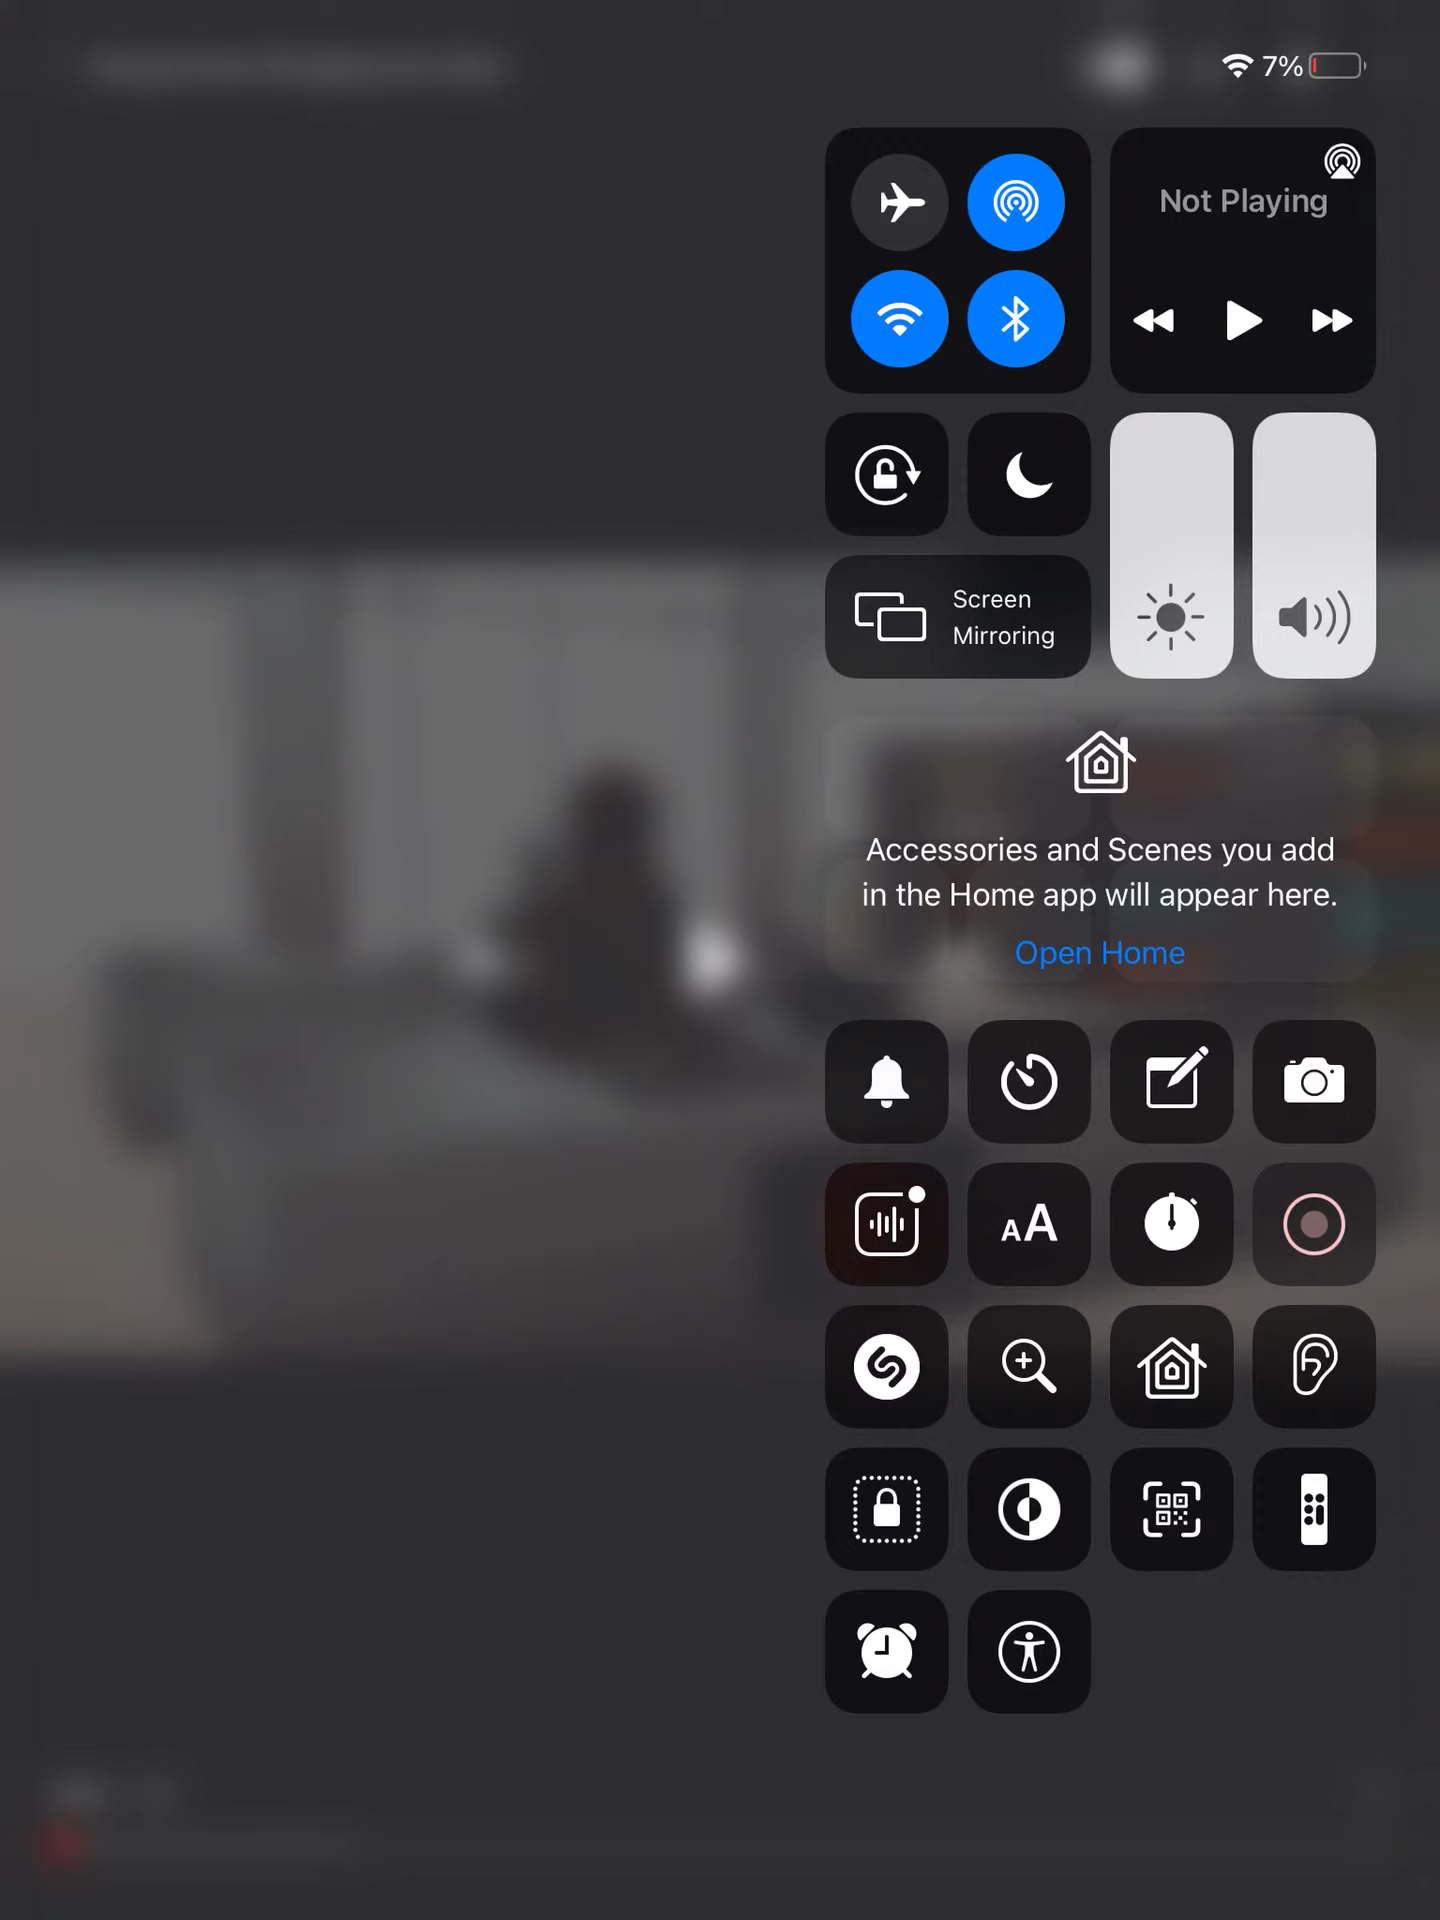 7%
Not Playing
Screen
Mirroring
Accessories and Scenes you add
in the Home app will appear here.
Open Home
AA